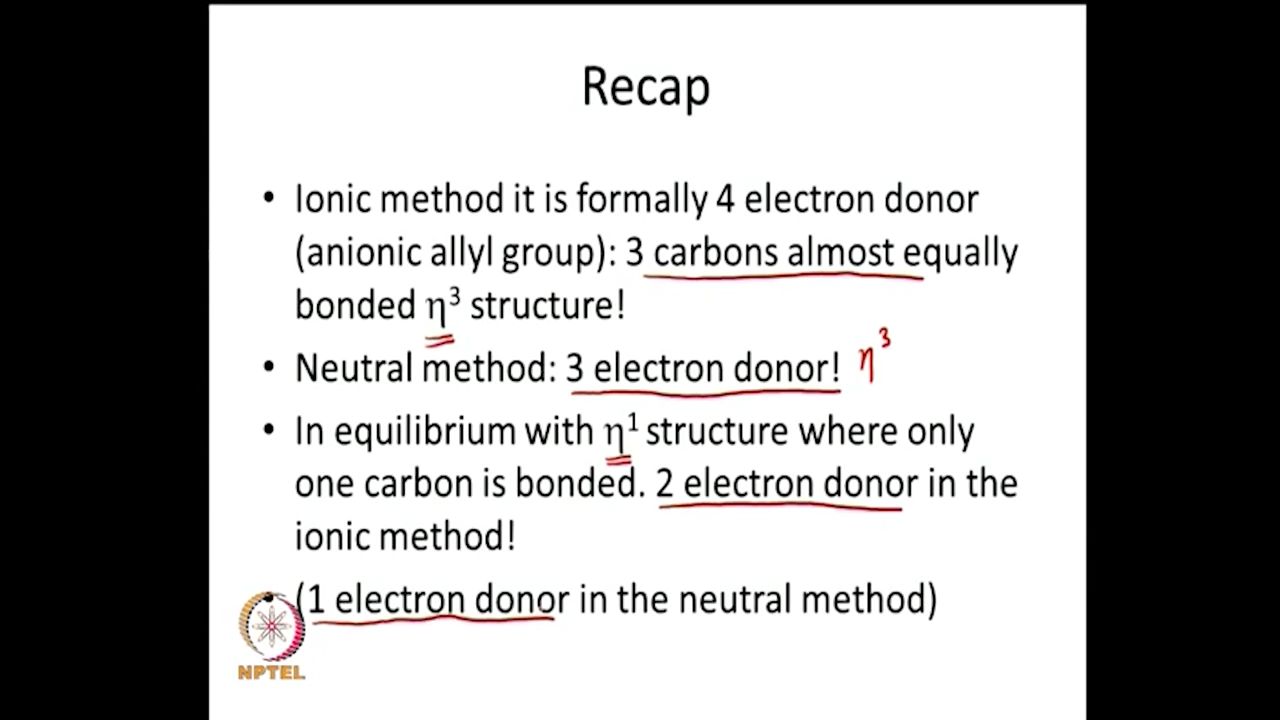 Recap
• Ionic method it is formally 4 electron donor
(anionic allyl group): 3 carbons almost equally
bonded η³ structure!
• Neutral method: 3 electron donor! η³
• In equilibrium with η¹ structure where only
one carbon is bonded. 2 electron donor in the
ionic method!
(1 electron donor in the neutral method)
NPTEL